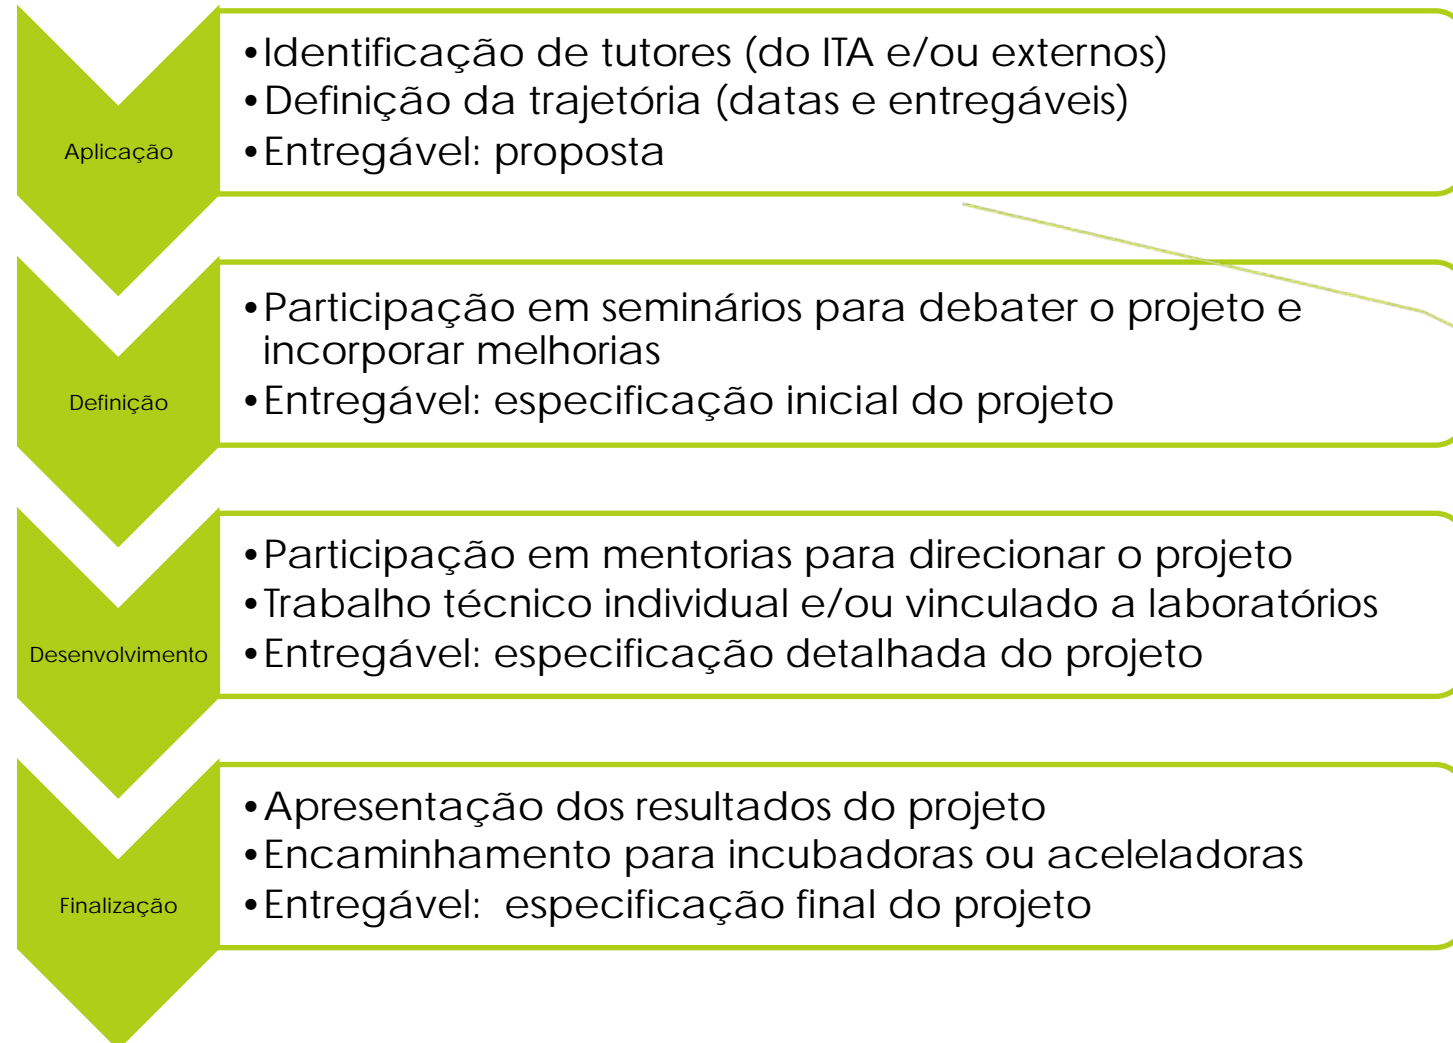 Aplicação
•Identificação de tutores (do ITA e/ou externos)
•Definição da trajetória (datas e entregáveis)
•Entregável: proposta
Definição
•Participação em seminários para debater o projeto e
incorporar melhorias
•Entregável: especificação inicial do projeto
Desenvolvimento
•Participação em mentorias para direcionar o projeto
•Trabalho técnico individual e/ou vinculado a laboratórios
•Entregável: especificação detalhada do projeto
Finalização
•Apresentação dos resultados do projeto
•Encaminhamento para incubadoras ou aceleladoras
•Entregável: especificação final do projeto